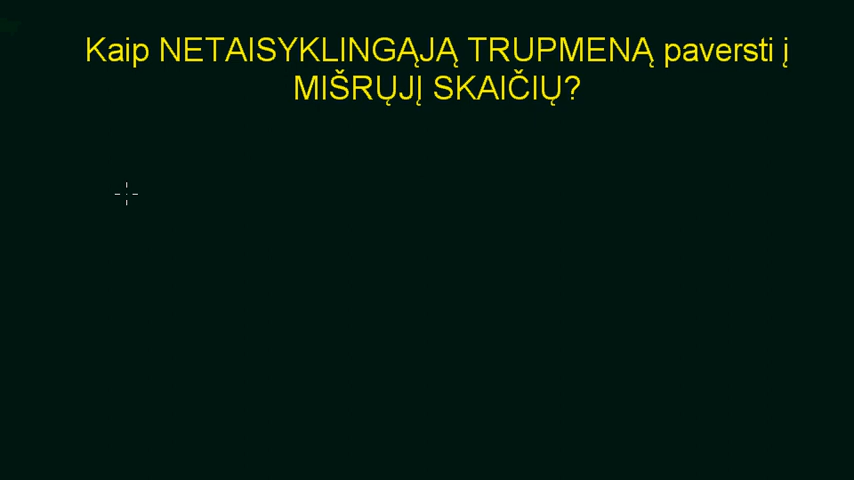 Kaip NETAISYKLINGĄJĄ TRUPMENĄ paversti į
MIŠRŲJĮ SKAIČIŲ?